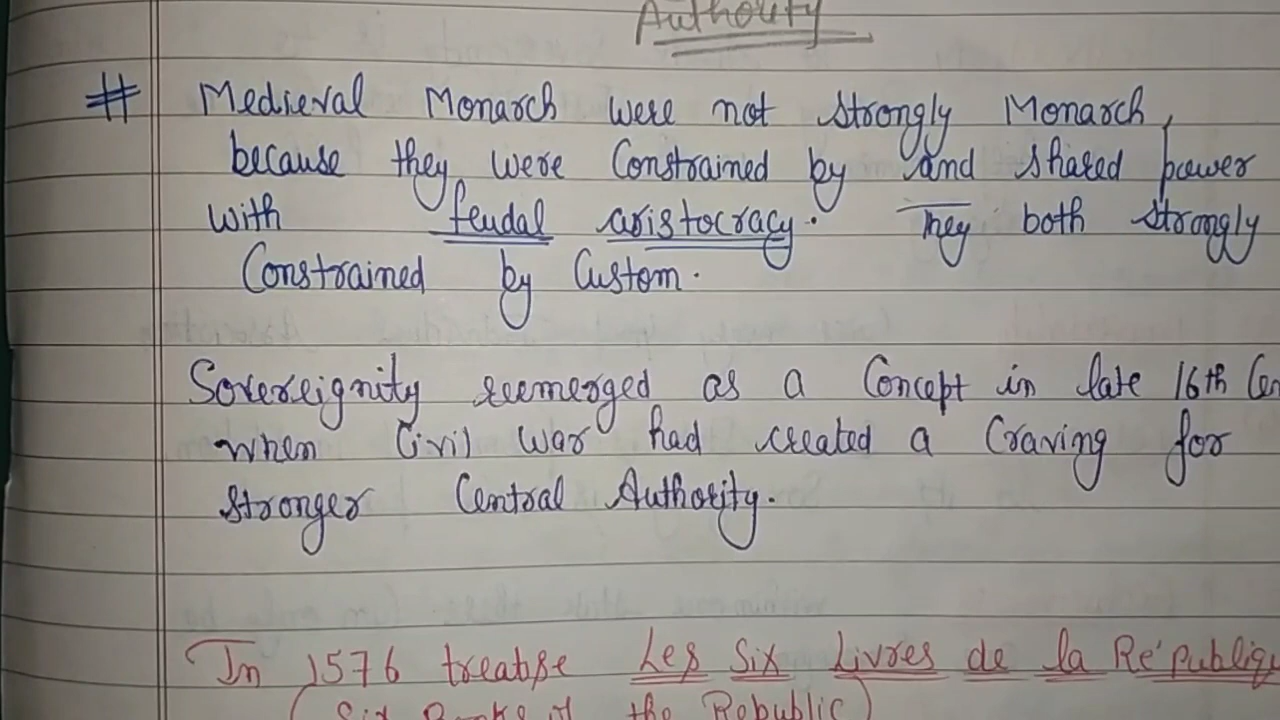 Authority
# Medieval Monarch were not strongly Monarch,
because they were Constrained by and shared power
with feudal aristocracy. They both strongly
Constrained by Custom.
Sovereignity reemerged as a Concept in late 16th Cen
when Civil war had created a Craving for
stronger Central Authority.
In 1576 treatise Les Six Livres de la Républiq
(Six Books of the Republic)